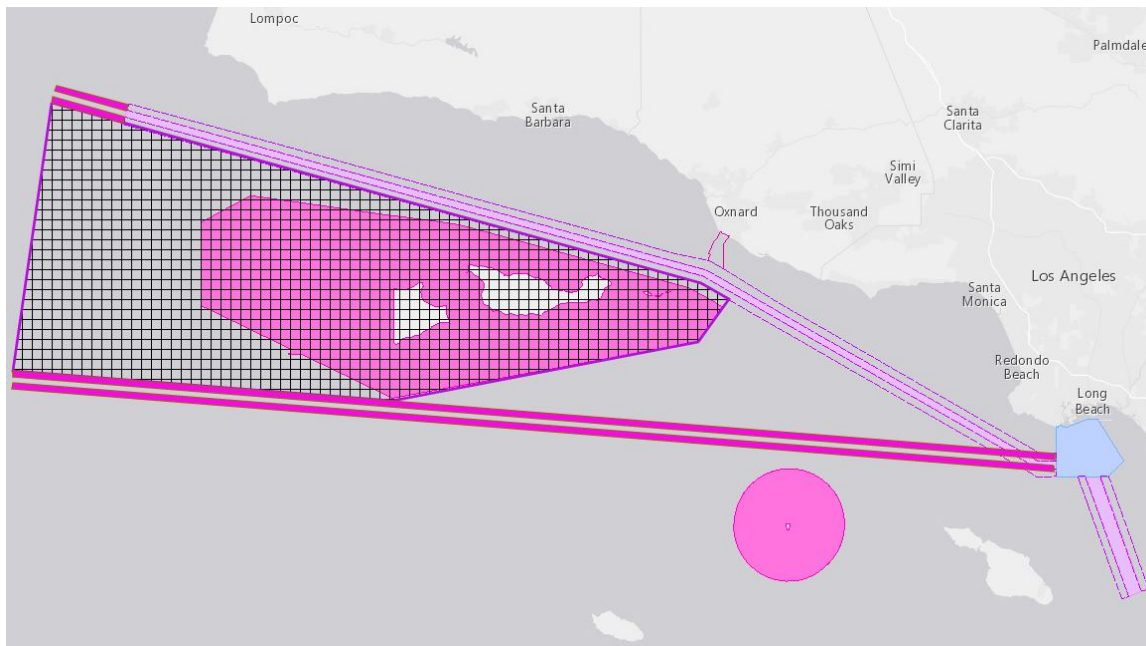 Lompoc
Palmdale
Santa
Barbara
Santa
Clarita
Simi
Valley
Oxnard
Thousand
Oaks
Los Angeles
Santa
Monica
Redondo
Beach
Long
Beach